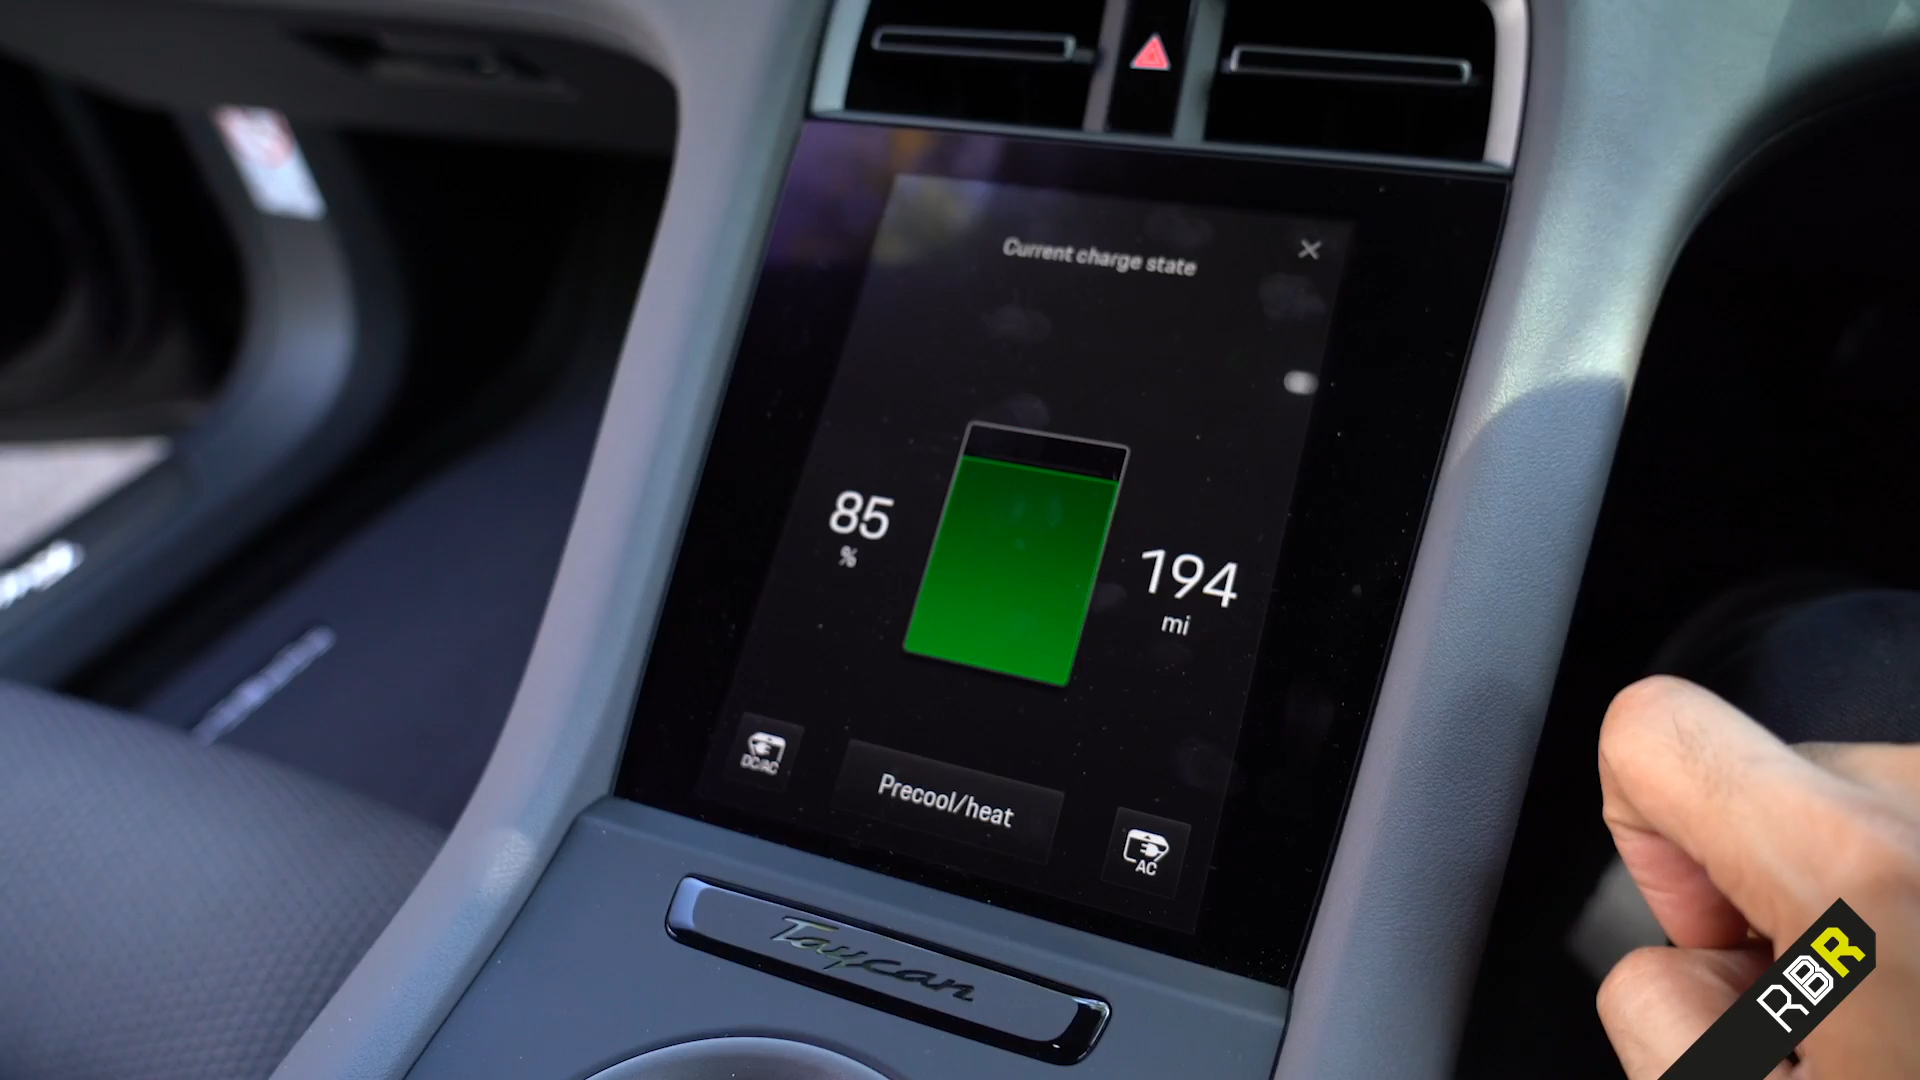 Current charge state
85
%
194
mi
DC/AC
Precool/heat
AC
Taycan
RBR